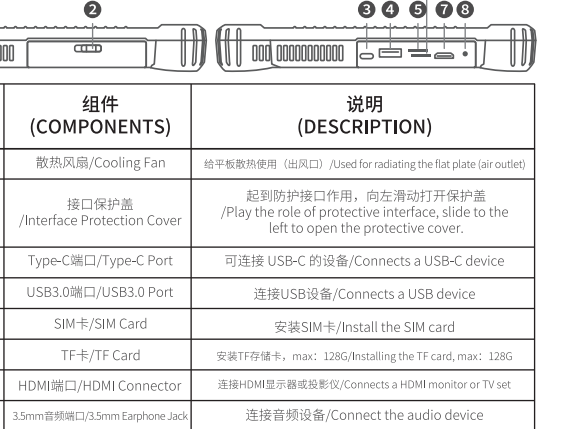 2
3 4 5 7 8
组件
(COMPONENTS)
说明
(DESCRIPTION)
散热风扇/Cooling Fan
给平板散热使用（出风口）/Used for radiating the flat plate (air outlet)
接口保护盖
/Interface Protection Cover
起到防护接口作用，向左滑动打开保护盖
/Play the role of protective interface, slide to the
left to open the protective cover.
Type-C端口/Type-C Port
可连接 USB-C 的设备/Connects a USB-C device
USB3.0端口/USB3.0 Port
连接USB设备/Connects a USB device
SIM卡/SIM Card
安装SIM卡/Install the SIM card
TF卡/TF Card
安装TF存储卡，max：128G/Installing the TF card, max：128G
HDMI端口/HDMI Connector
连接HDMI显示器或投影仪/Connects a HDMI monitor or TV set
3.5mm音频端口/3.5mm Earphone Jack
连接音频设备/Connect the audio device